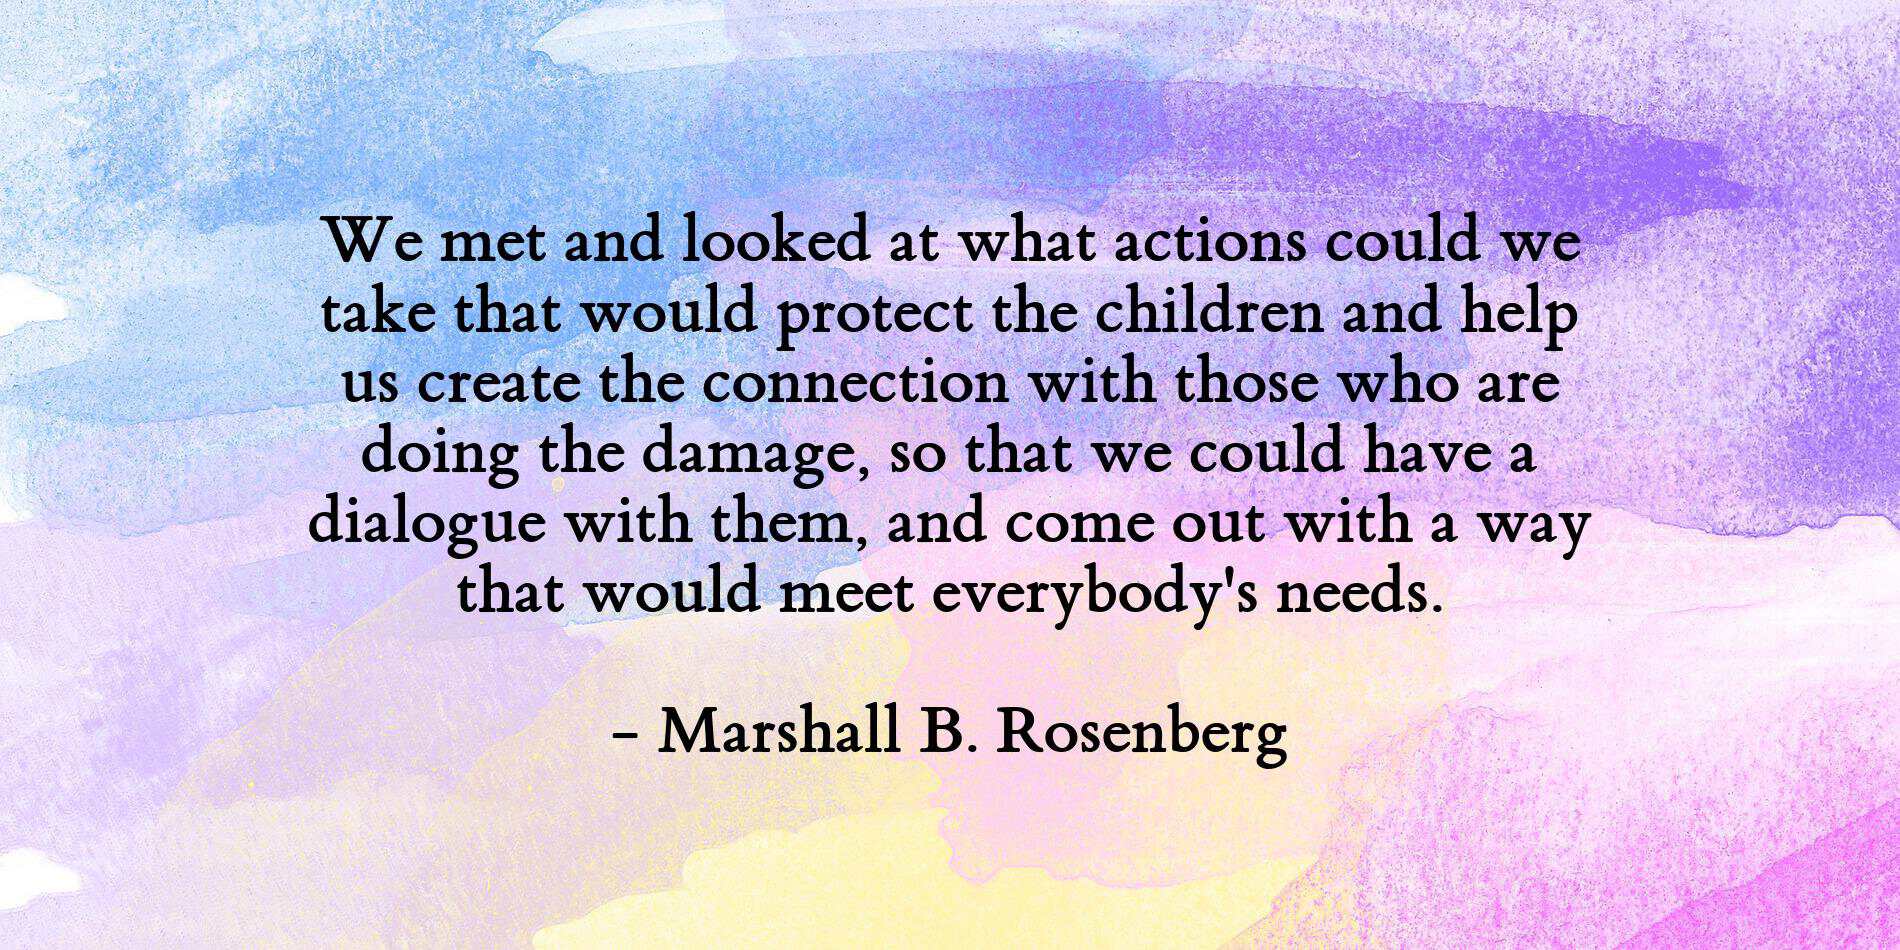 We met and looked at what actions could we
take that would protect the children and help
us create the connection with those who are
doing the damage, so that we could have a
dialogue with them, and come out with a way
that would meet everybody's needs.
- Marshall B. Rosenberg